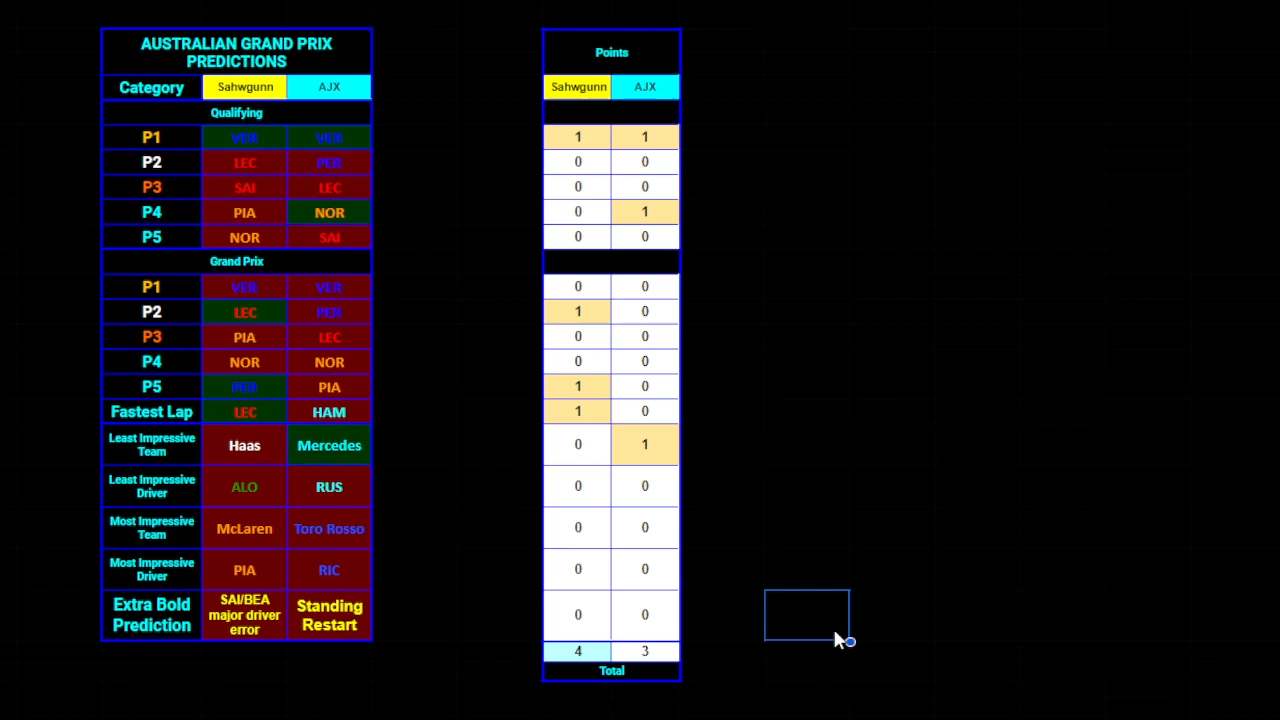 AUSTRALIAN GRAND PRIX
PREDICTIONS
Category Sahwgunn AJX
Qualifying
P1 VER VER
P2 LEC PER
P3 SAI LEC
P4 PIA NOR
P5 NOR SAI
Grand Prix
P1 VER VER
P2 LEC PER
P3 PIA LEC
P4 NOR NOR
P5 PER PIA
Fastest Lap LEC HAM
Least Impressive
Team
Haas Mercedes
Least Impressive
Driver
ALO RUS
Most Impressive
Team
McLaren Toro Rosso
Most Impressive
Driver
PIA RIC
Extra Bold
Prediction
SAI/BEA
major driver
error
Standing
Restart
Points
Sahwgunn AJX
1 1
0 0
0 0
0 1
0 0
0 0
1 0
0 0
0 0
1 0
1 0
0 1
0 0
0 0
0 0
0 0
4 3
Total